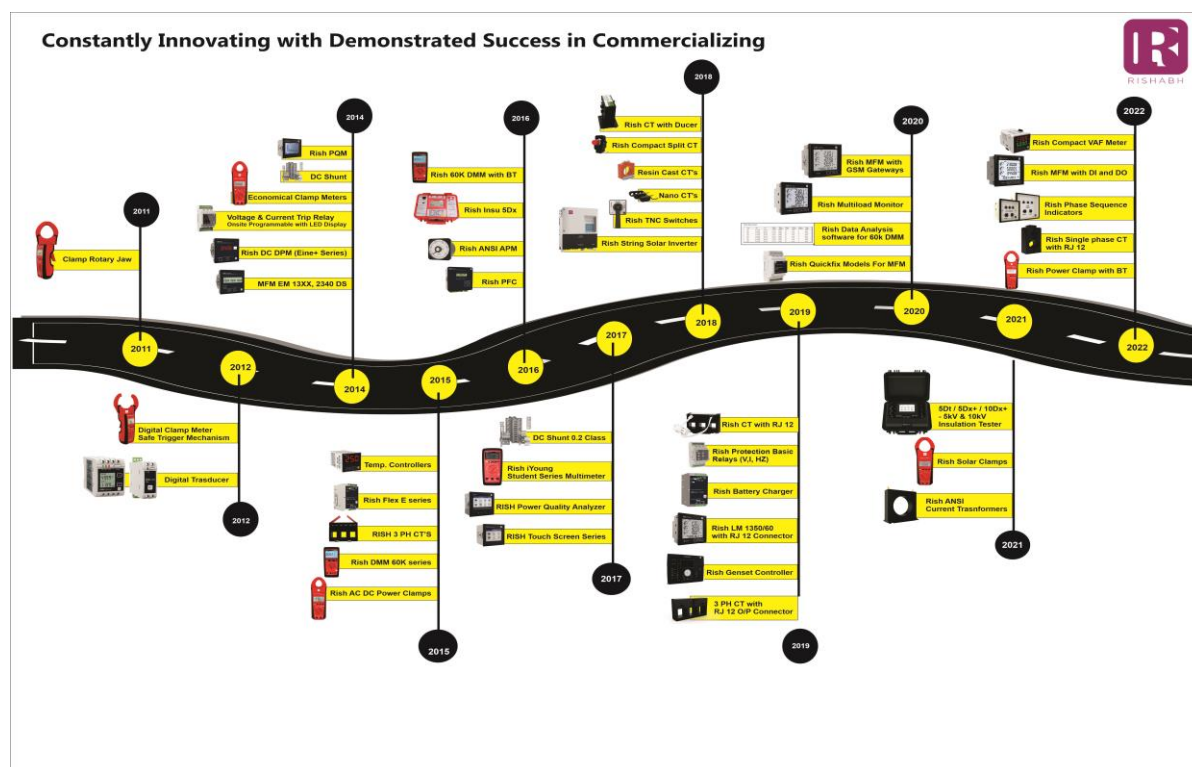 Constantly Innovating with Demonstrated Success in Commercializing
RISHABH
2011
Clamp Rotary Jaw
2014
Rish PQM
DC Shunt
Economical Clamp Meters
Voltage & Current Trip Relay
Onsite Programmable with LED Display
Rish DC DPM (Eine+ Series)
MFM EM 13XX, 2340 DS
2016
Rish 60K DMM with BT
Rish Insu 5Dx
Rish ANSI APM
Rish PFC
2018
Rish CT with Ducer
Rish Compact Split CT
Resin Cast CT's
Nano CT's
Rish TNC Switches
Rish String Solar Inverter
2020
Rish MFM with
GSM Gateways
Rish Multiload Monitor
Rish Data Analysis
software for 60k DMM
Rish Quickfix Models For MFM
2022
Rish Compact VAF Meter
Rish MFM with DI and DO
Rish Phase Sequence
Indicators
Rish Single phase CT
with RJ 12
Rish Power Clamp with BT
2011
2012
2014
2015
2016
2017
2018
2019
2020
2021
2022
Digital Clamp Meter
Safe Trigger Mechanism
Digital Trasducer
2012
Temp. Controllers
Rish Flex E series
RISH 3 PH CT'S
Rish DMM 60K series
Rish AC DC Power Clamps
2015
DC Shunt 0.2 Class
Rish iYoung
Student Series Multimeter
RISH Power Quality Analyzer
RISH Touch Screen Series
2017
Rish CT with RJ 12
Rish Protection Basic
Relays (V,I, HZ)
Rish Battery Charger
Rish LM 1350/60
with RJ 12 Connector
Rish Genset Controller
3 PH CT with
RJ 12 O/P Connector
2019
5Dt / 5Dx+ / 10Dx+
- 5kV & 10kV
Insulation Tester
Rish Solar Clamps
Rish ANSI
Current Trasnformers
2021